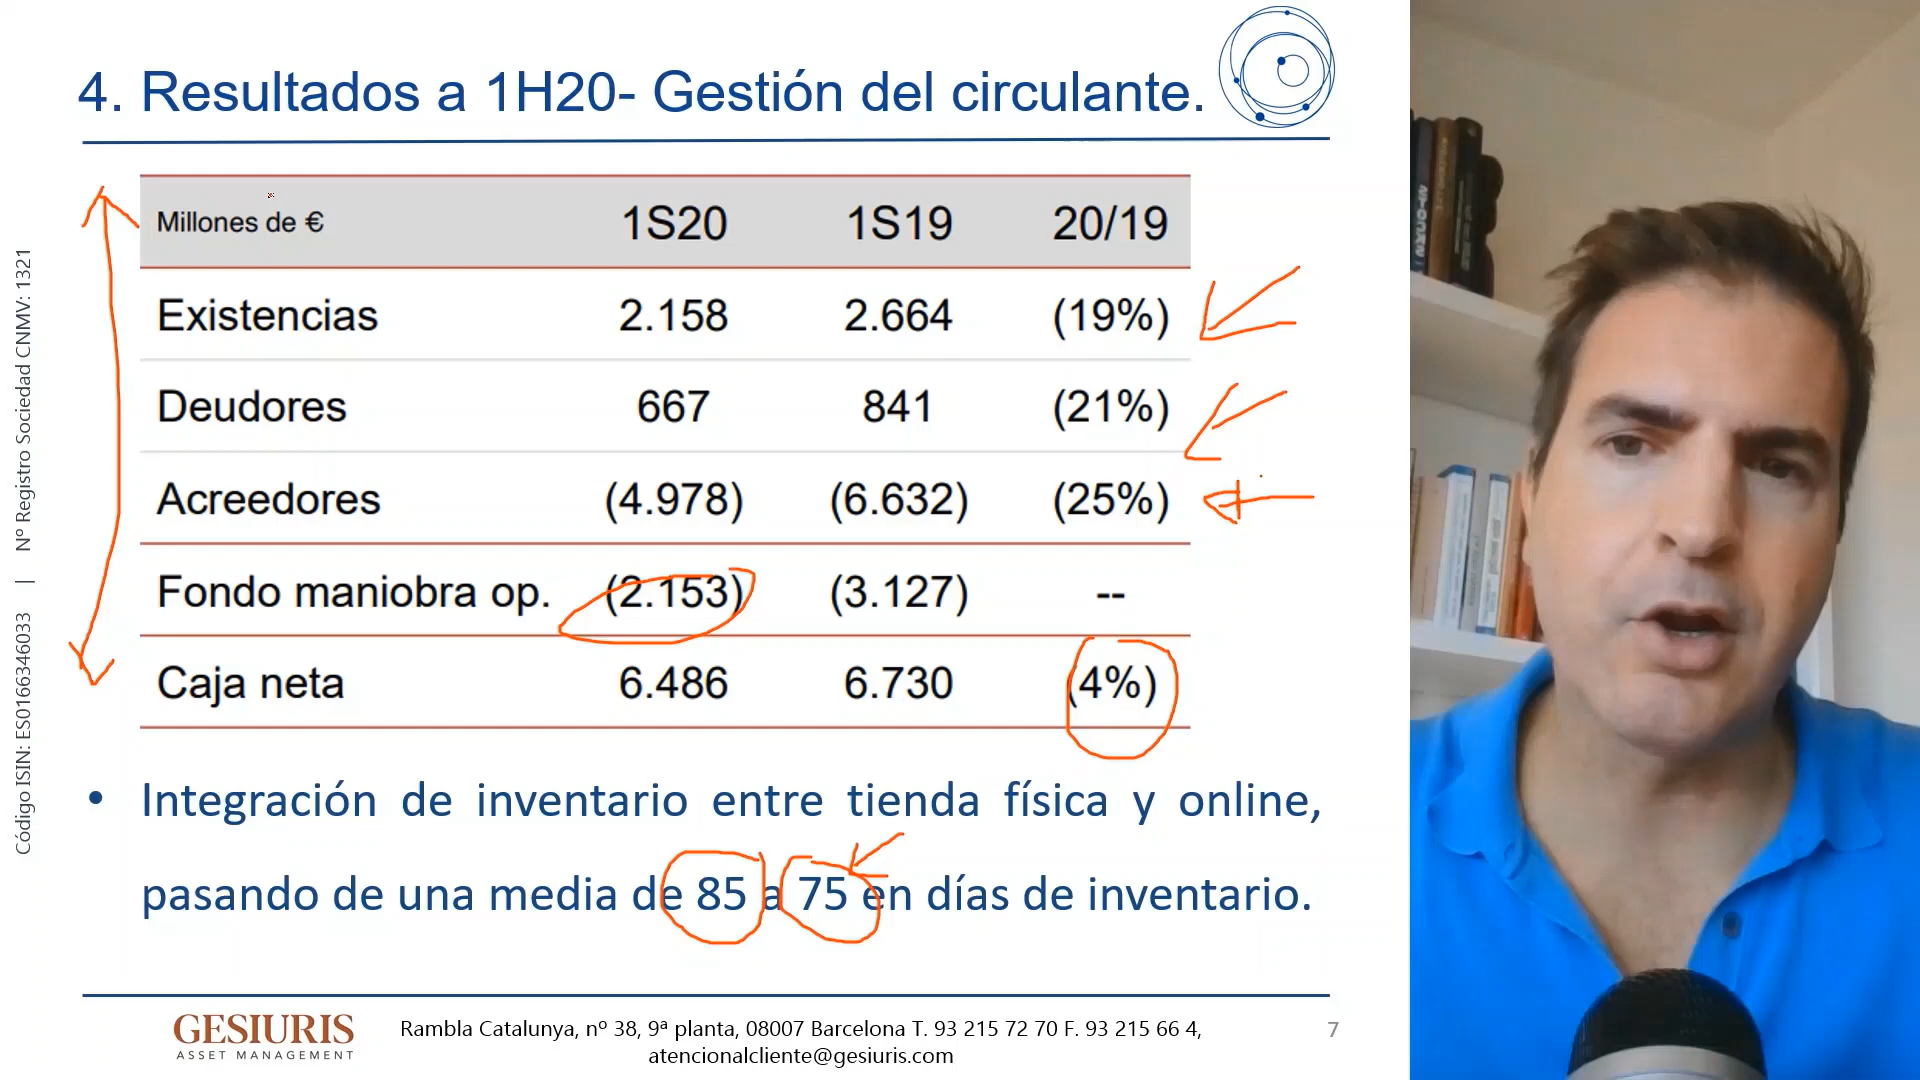 4. Resultados a 1H20- Gestión del circulante.
Millones de € 1S20 1S19 20/19
Existencias 2.158 2.664 (19%)
Deudores 667 841 (21%)
Acreedores (4.978) (6.632) (25%)
Fondo maniobra op. (2.153) (3.127) --
Caja neta 6.486 6.730 (4%)
• Integración de inventario entre tienda física y online,
pasando de una media de 85 a 75 en días de inventario.
Código ISIN: ES0166346033 | Nº Registro Sociedad CNMV: 1321
GESIURIS
ASSET MANAGEMENT
Rambla Catalunya, nº 38, 9ª planta, 08007 Barcelona T. 93 215 72 70 F. 93 215 66 4,
atencionalcliente@gesiuris.com
7